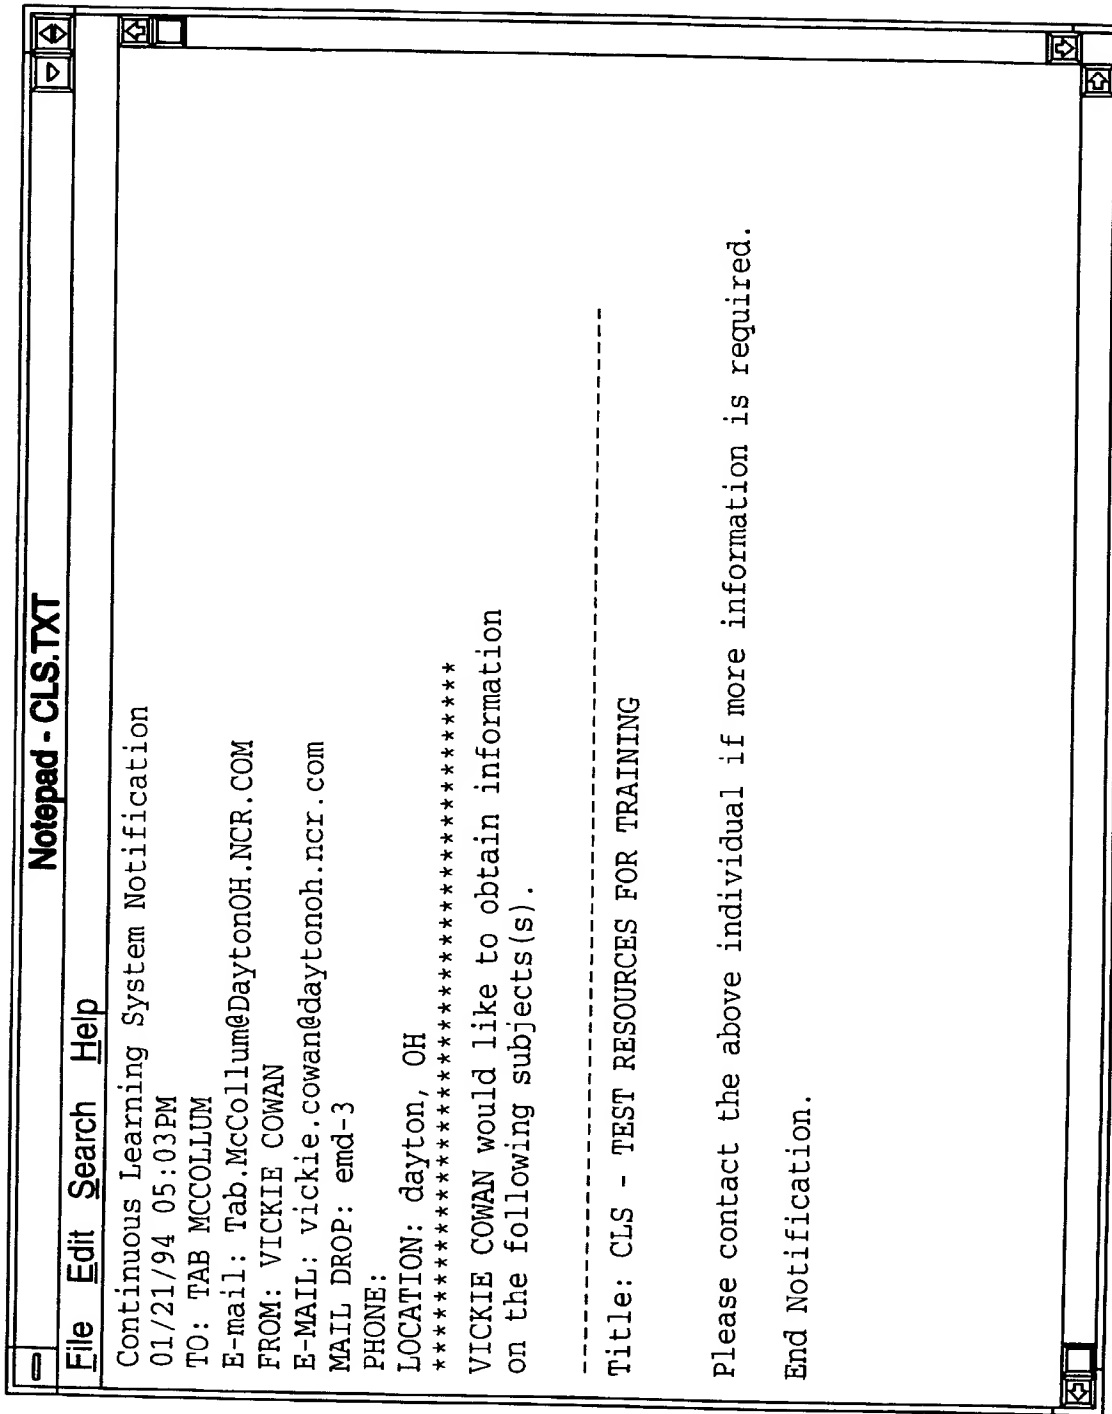 Notepad - CLS.TXT
File Edit Search Help
Continuous Learning System Notification
01/21/94 05:03PM
TO: TAB MCCOLLUM
E-mail: Tab.McCollum@DaytonOH.NCR.COM
FROM: VICKIE COWAN
E-MAIL: vickie.cowan@daytonoh.ncr.com
MAIL DROP: emd-3
PHONE:
LOCATION: dayton, OH
*******************************************
VICKIE COWAN would like to obtain information
on the following subjects(s).
-----------------------------------------------------------------
Title: CLS - TEST RESOURCES FOR TRAINING
Please contact the above individual if more information is required.
End Notification.